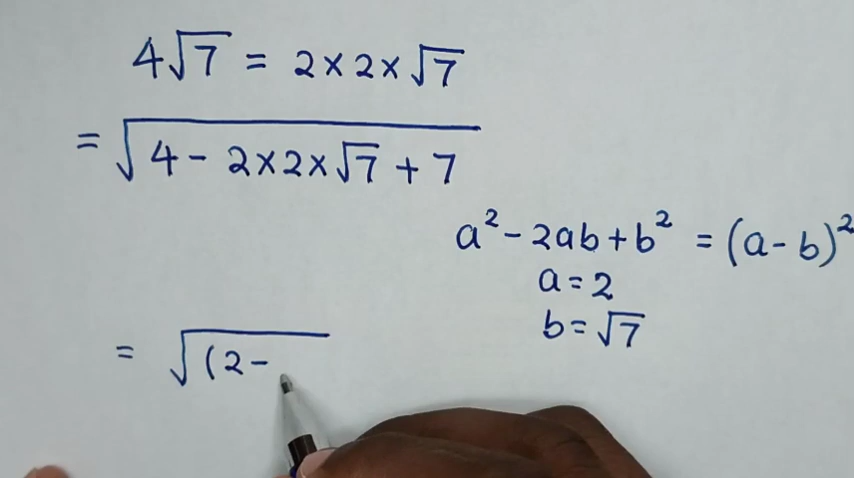 4√7 = 2×2×√7
= √(4 - 2×2×√7 + 7)
a² - 2ab + b² = (a - b)²
a = 2
b = √7
= √(2 -